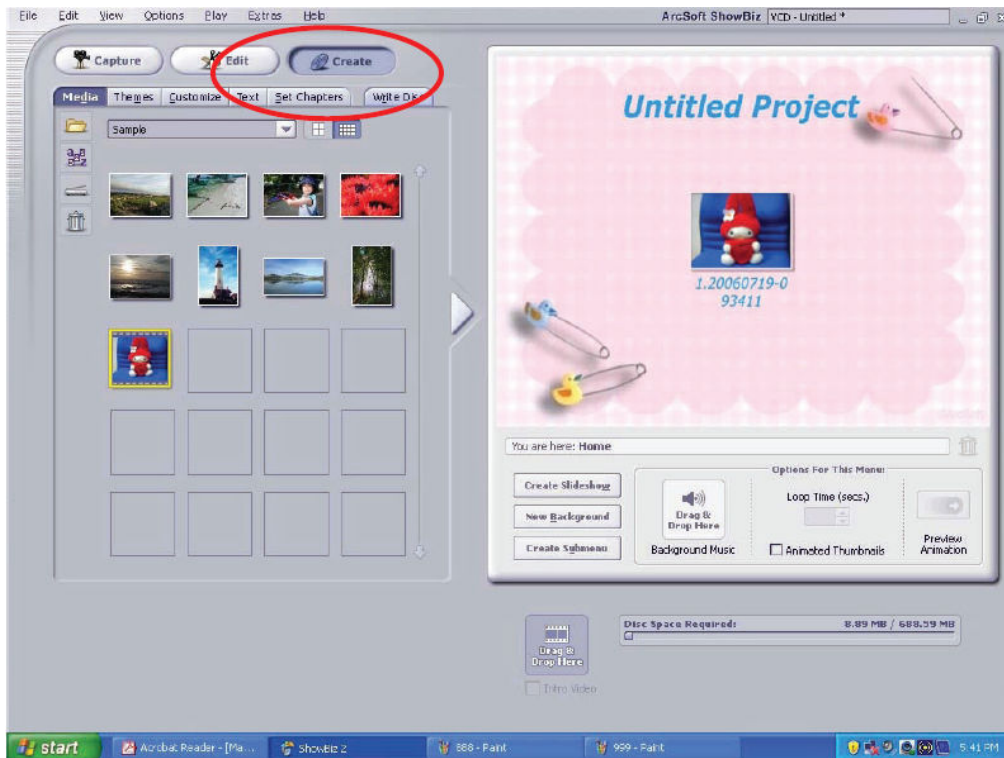 File Edit View Options Play Extras Help
ArcSoft ShowBiz VCD - Untitled *
Capture Edit Create
Media Themes Customize Text Set Chapters Write Disc
Sample
Untitled Project
1.20060719-0
93411
You are here: Home
Options For This Menu:
Create Slideshow
New Background
Create Submenu
Drag &
Drop Here
Background Music
Loop Time (secs.)
Animated Thumbnails
Preview
Animation
Drag &
Drop Here
Intro Video
Disc Space Required: 8.89 MB / 688.59 MB
start Acrobat Reader - [Ma... ShowBiz 2 888 - Paint 999 - Paint 5:41 PM